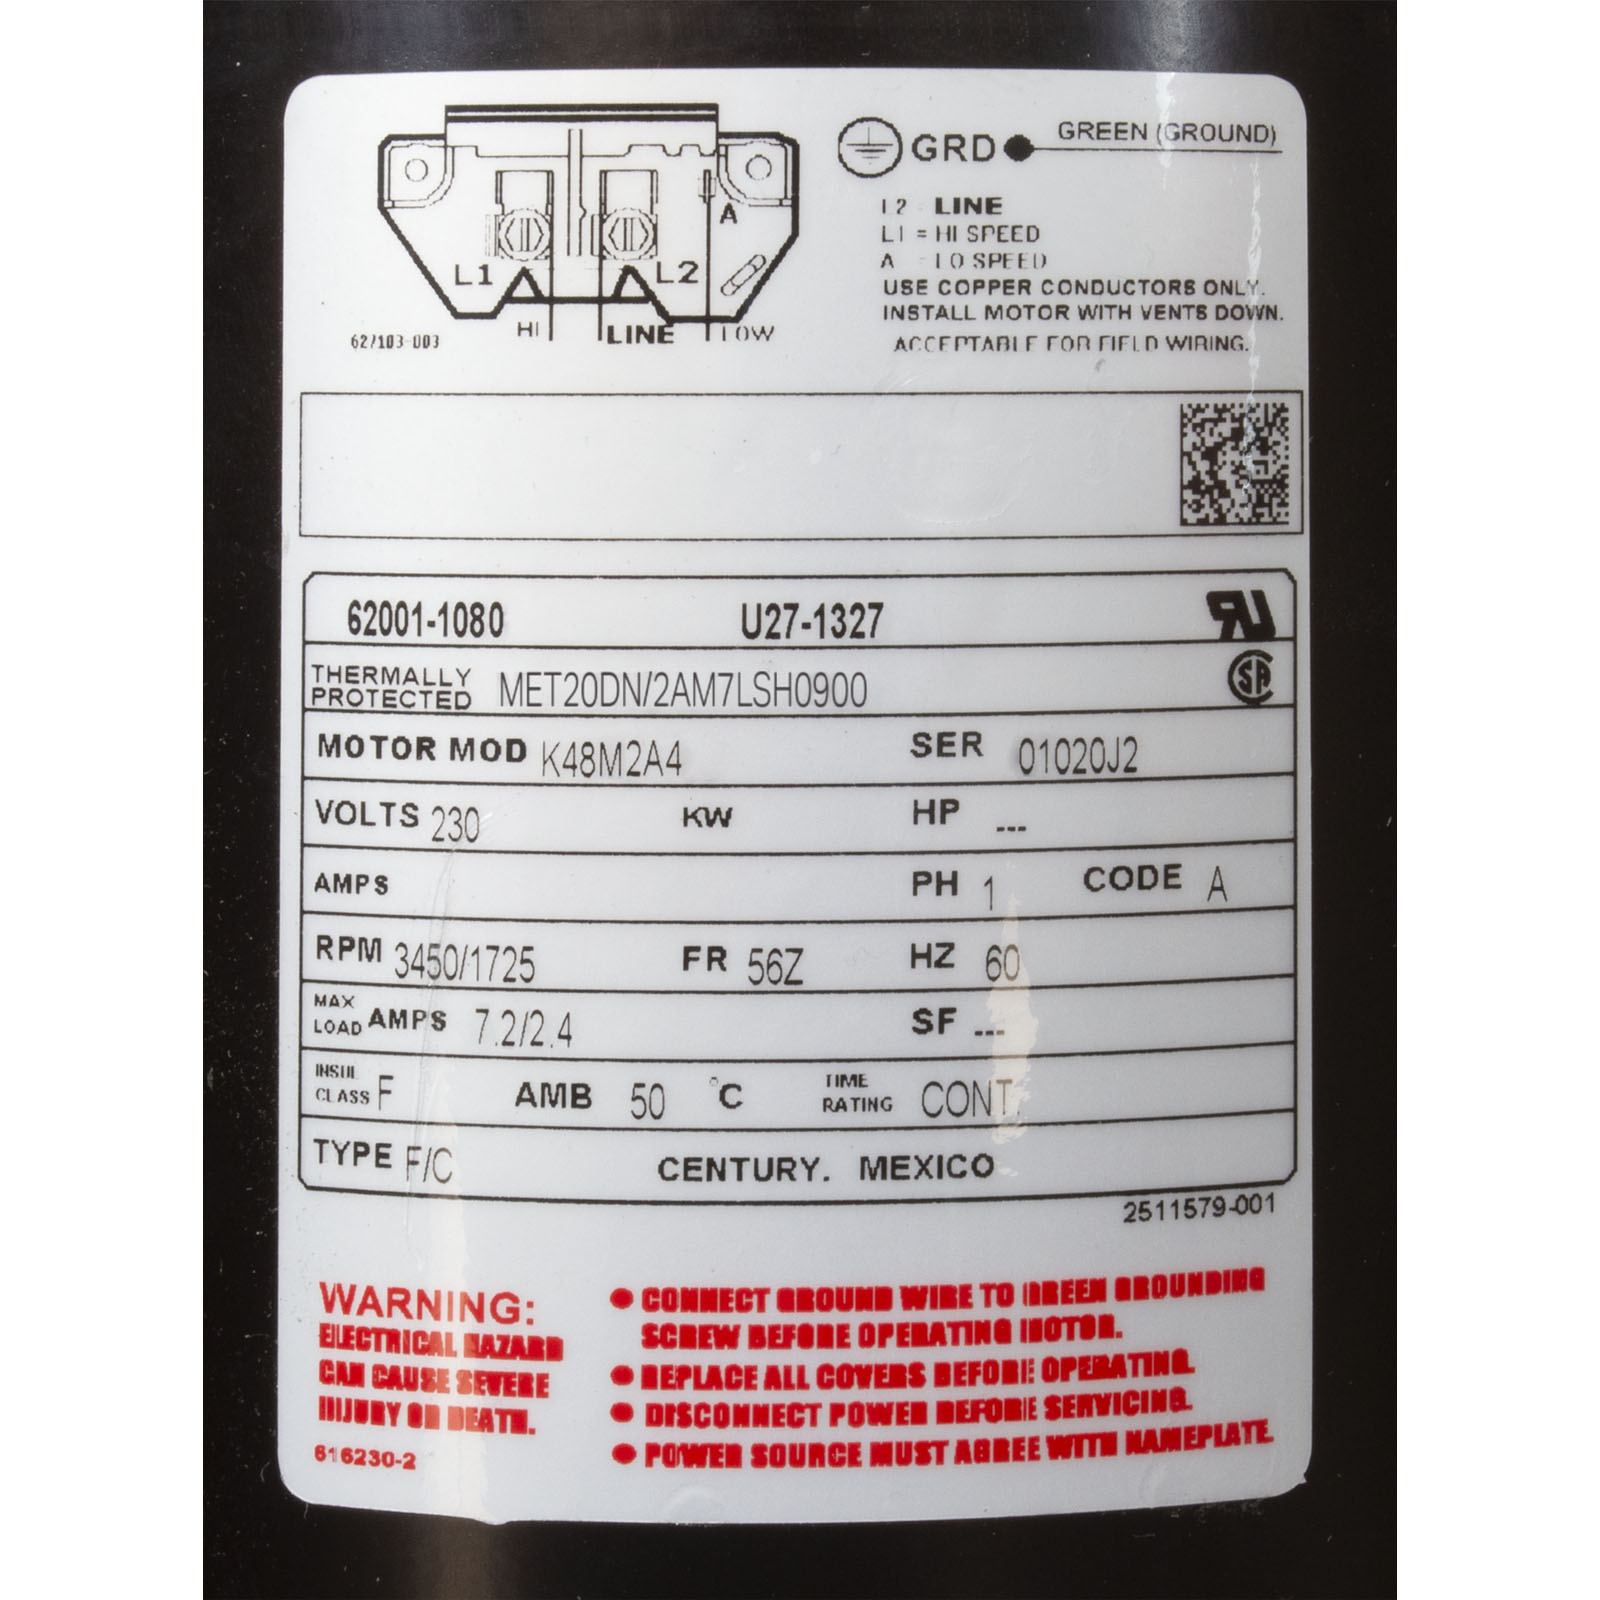 GRD GREEN (GROUND)
L2 = LINE
L1 = HI SPEED
A = LO SPEED
USE COPPER CONDUCTORS ONLY.
INSTALL MOTOR WITH VENTS DOWN.
ACCEPTABLE FOR FIELD WIRING.
A
L1 L2
HI LINE LOW
627103-003
62001-1080 U27-1327
THERMALLY
PROTECTED MET20DN/2AM7LSH0900
MOTOR MOD K48M2A4 SER 01020J2
VOLTS 230 KW HP ---
AMPS PH 1 CODE A
RPM 3450/1725 FR 56Z HZ 60
MAX
LOAD AMPS 7.2/2.4 SF ---
INSUL
CLASS F AMB 50 °C TIME
RATING CONT.
TYPE F/C CENTURY. MEXICO
2511579-001
WARNING:
ELECTRICAL HAZARD
CAN CAUSE SEVERE
INJURY OR DEATH.
616230-2
● CONNECT GROUND WIRE TO GREEN GROUNDING
SCREW BEFORE OPERATING MOTOR.
● REPLACE ALL COVERS BEFORE OPERATING.
● DISCONNECT POWER BEFORE SERVICING.
● POWER SOURCE MUST AGREE WITH NAMEPLATE.